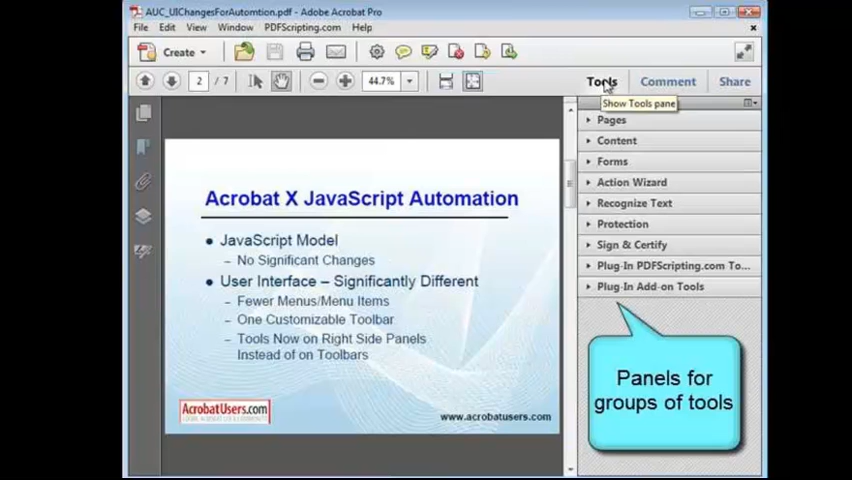 AUC_UIChangesForAutomtion.pdf - Adobe Acrobat Pro
File Edit View Window PDFScripting.com Help
Create
2 / 7 44.7% Tools Comment Share
Show Tools pane
Pages
Content
Forms
Action Wizard
Recognize Text
Protection
Sign & Certify
Plug-In PDFScripting.com To...
Plug-In Add-on Tools
Panels for
groups of tools
Acrobat X JavaScript Automation
● JavaScript Model
– No Significant Changes
● User Interface – Significantly Different
– Fewer Menus/Menu Items
– One Customizable Toolbar
– Tools Now on Right Side Panels
Instead of on Toolbars
AcrobatUsers.com
www.acrobatusers.com